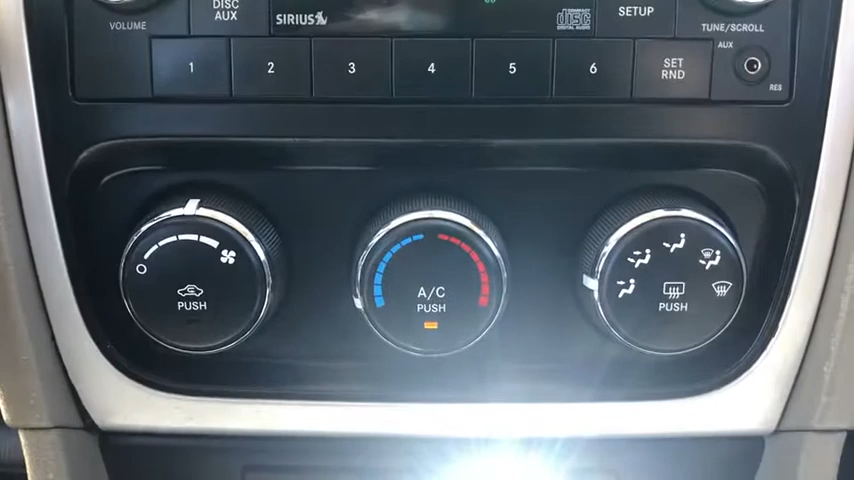 VOLUME
DISC
AUX
SIRIUS
COMPACT
disc
DIGITAL AUDIO
SETUP
TUNE/SCROLL
1
2
3
4
5
6
SET
RND
AUX
RES
PUSH
A/C
PUSH
PUSH